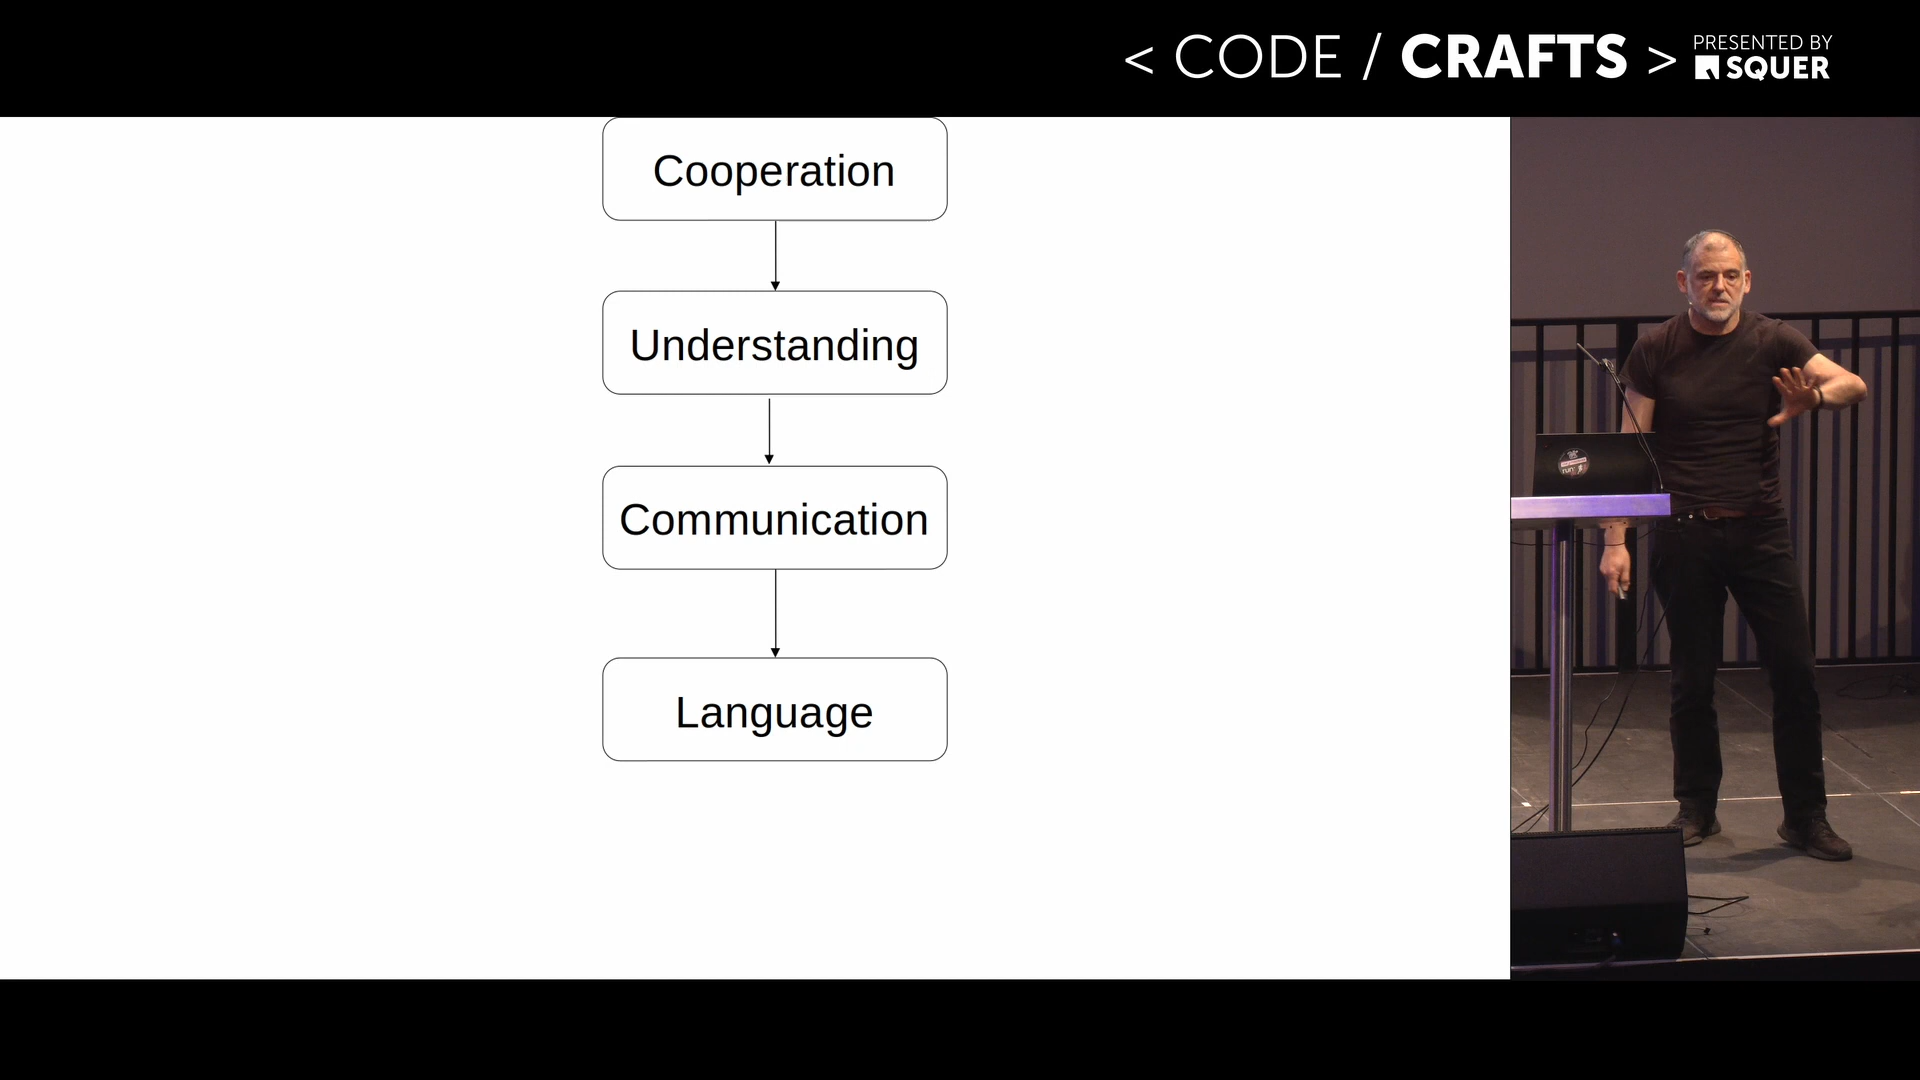 < CODE / CRAFTS >
PRESENTED BY
SQUER
Cooperation
Understanding
Communication
Language